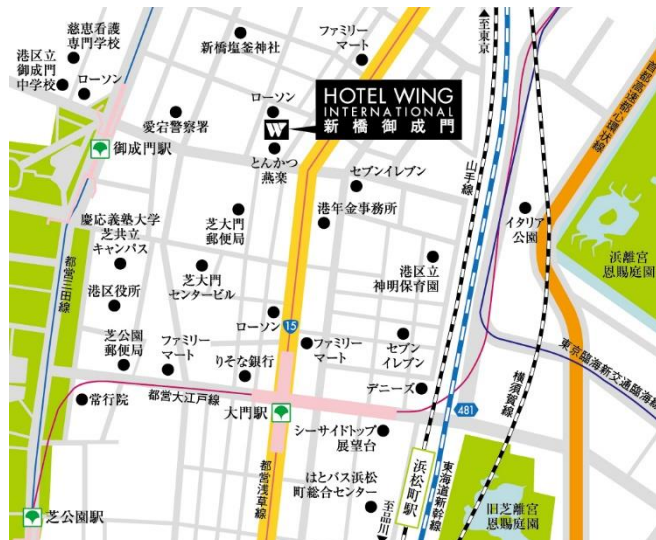 慈恵看護
専門学校
港区立
御成門
中学校
ローソン
新橋塩釜神社
ファミリー
マート
至東京
首都高速都心環状線
愛宕警察署
ローソン
HOTEL WING
INTERNATIONAL
新橋御成門
W
とんかつ
燕楽
御成門駅
セブンイレブン
山手線
慶応義塾大学
芝共立
キャンパス
芝大門
郵便局
港年金事務所
イタリア
公園
浜離宮
恩賜庭園
都営三田線
港区役所
芝大門
センタービル
港区立
神明保育園
芝公園
郵便局
ファミリー
マート
ローソン
15
りそな銀行
ファミリー
マート
セブン
イレブン
東京臨海新交通臨海線
横須賀線
デニーズ
常行院
都営大江戸線
大門駅
481
シーサイドトップ
展望台
都営浅草線
はとバス浜松
町総合センター
浜松町駅
東海道新幹線
旧芝離宮
恩賜庭園
至品川
芝公園駅